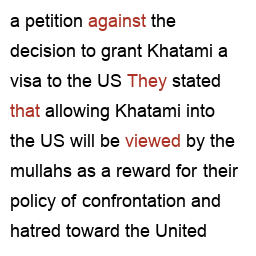 a petition against the
decision to grant Khatami a
visa to the US They stated
that allowing Khatami into
the US will be viewed by the
mullahs as a reward for their
policy of confrontation and
hatred toward the United